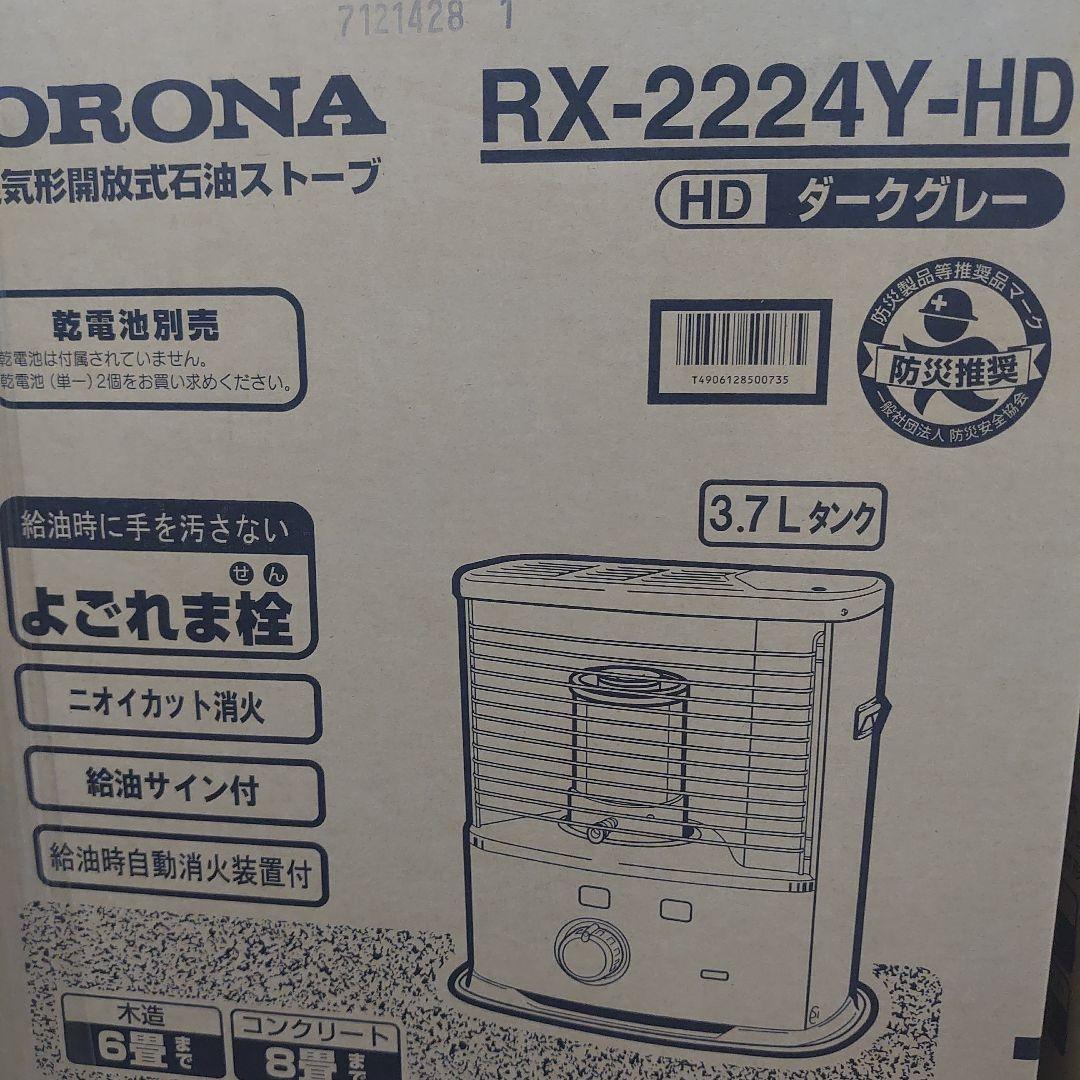 7121428 1
ORONA
RX-2224Y-HD
気形開放式石油ストーブ
HD ダークグレー
乾電池別売
乾電池は付属されていません。
乾電池（単一）2個をお買い求めください。
T4906128500735
防災製品等推奨品マーク
防災推奨
一般社団法人 防災安全協会
給油時に手を汚さない
せん
よごれま栓
3.7Lタンク
ニオイカット消火
給油サイン付
給油時自動消火装置付
木造
6畳まで
コンクリート
8畳まで